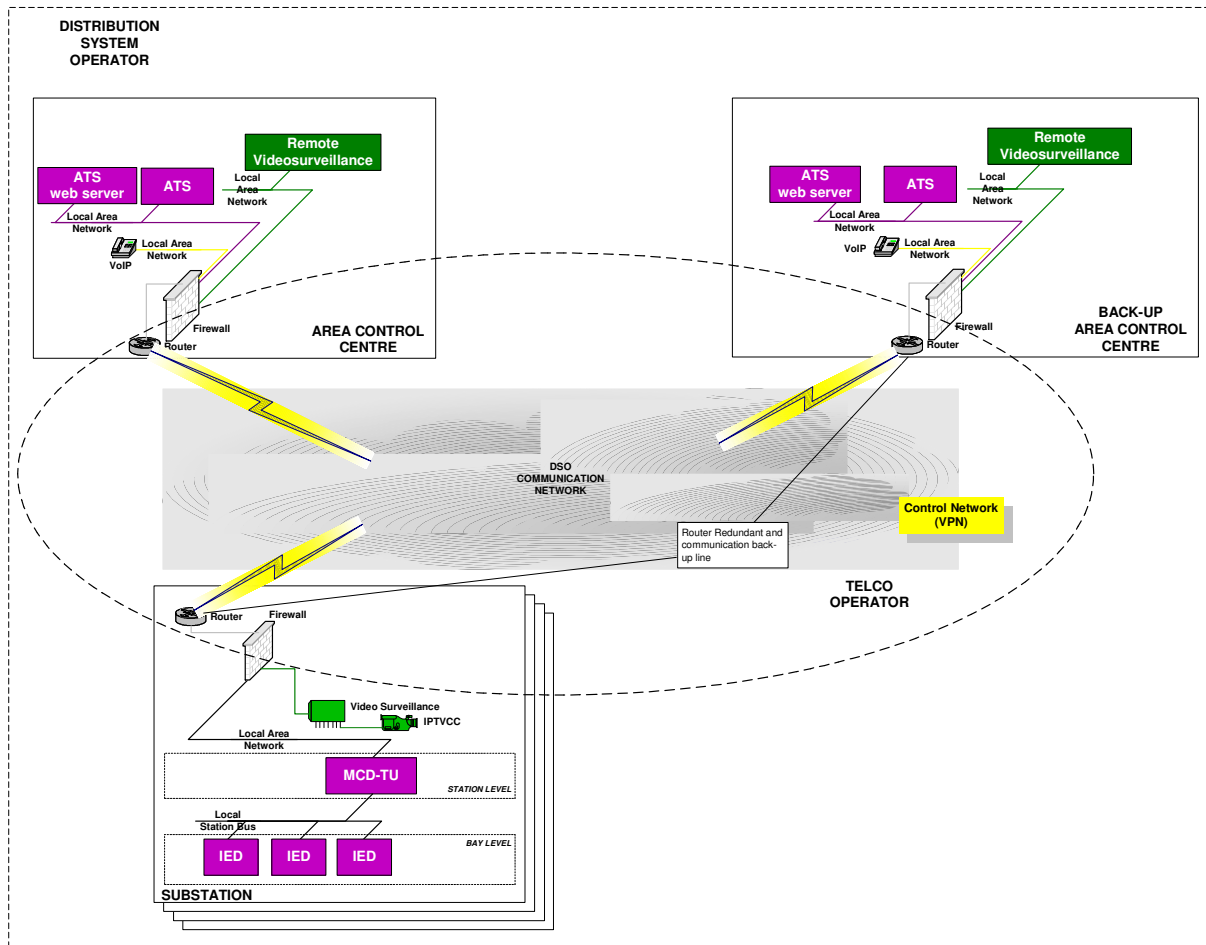 DISTRIBUTION
SYSTEM
OPERATOR
Remote
Videosurveillance
ATS
web server
ATS
Local
Area
Network
Local Area
Network
Local Area
Network
VoIP
Firewall
Router
AREA CONTROL
CENTRE
Remote
Videosurveillance
ATS
web server
ATS
Local
Area
Network
Local Area
Network
Local Area
Network
VoIP
Firewall
Router
BACK-UP
AREA CONTROL
CENTRE
DSO
COMMUNICATION
NETWORK
Control Network
(VPN)
Router Redundant and
communication back-
up line
TELCO
OPERATOR
Router
Firewall
Video Surveillance
IPTVCC
Local Area
Network
MCD-TU
STATION LEVEL
Local
Station Bus
BAY LEVEL
IED
IED
IED
SUBSTATION